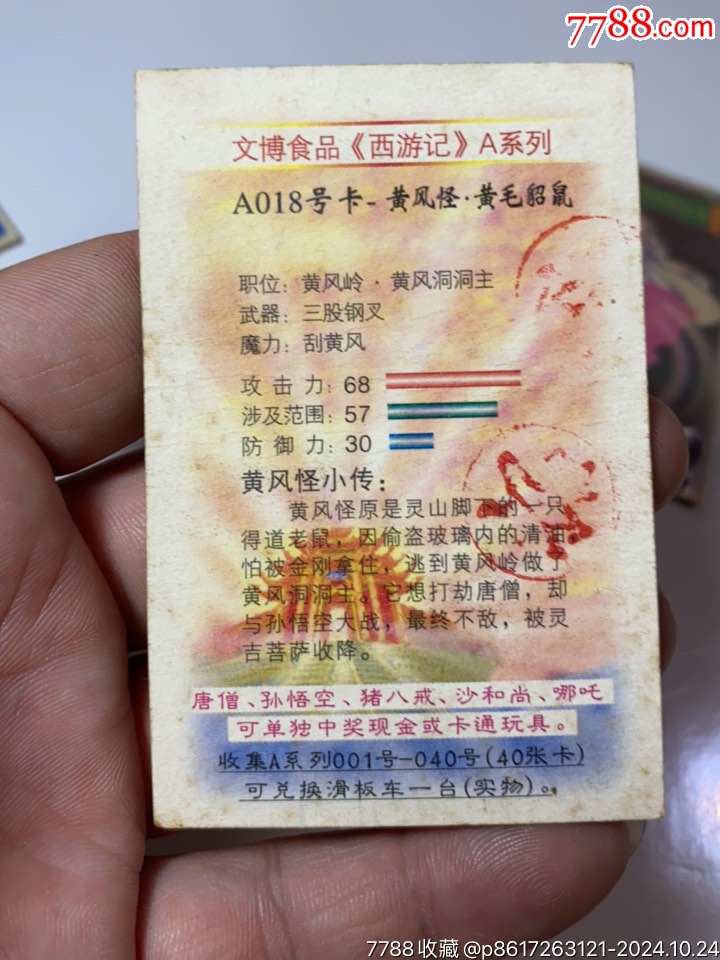 7788.com
文博食品《西游记》A系列
A018号卡-黄风怪·黄毛貂鼠
职位：黄风岭·黄风洞洞主
武器：三股钢叉
魔力：刮黄风
攻击力：68
涉及范围：57
防御力：30
黄风怪小传：
黄风怪原是灵山脚下的一只
得道老鼠，因偷盗玻璃内的清油
怕被金刚拿住，逃到黄风岭做了
黄风洞洞主。它想打劫唐僧，却
与孙悟空大战，最终不敌，被灵
吉菩萨收降。
唐僧、孙悟空、猪八戒、沙和尚、哪吒
可单独中奖现金或卡通玩具。
收集A系列001号-040号(40张卡)
可兑换滑板车一台(实物)。
7788收藏@p8617263121-2024.10.24